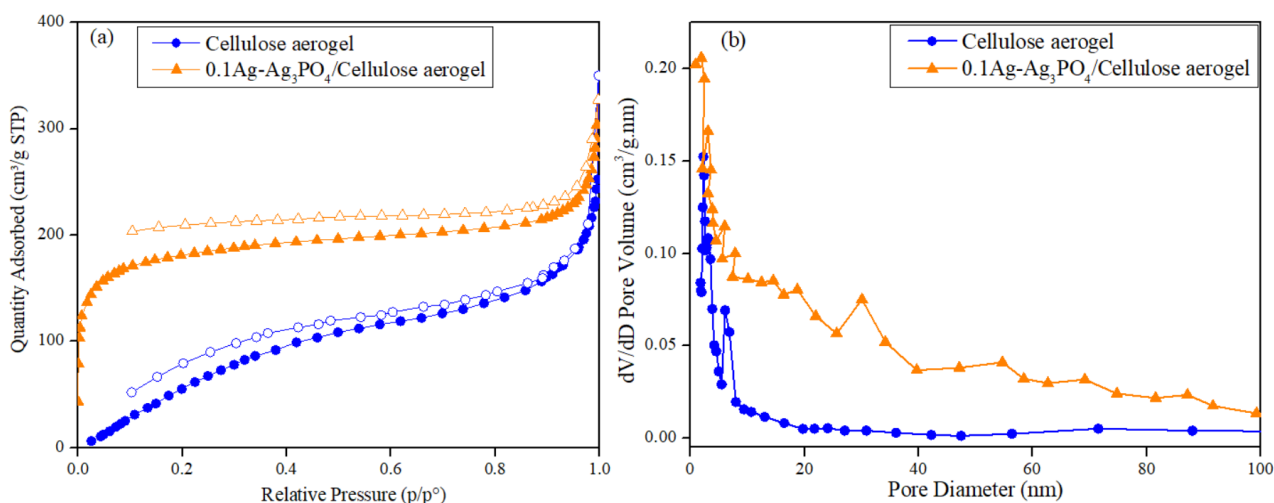 (a)
Cellulose aerogel
0.1Ag-Ag₃PO₄/Cellulose aerogel
Quantity Adsorbed (cm³/g STP)
400
300
200
100
0
0.0 0.2 0.4 0.6 0.8 1.0
Relative Pressure (p/p°)
(b)
Cellulose aerogel
0.1Ag-Ag₃PO₄/Cellulose aerogel
dV/dD Pore Volume (cm³/g.nm)
0.20
0.15
0.10
0.05
0.00
0 20 40 60 80 100
Pore Diameter (nm)